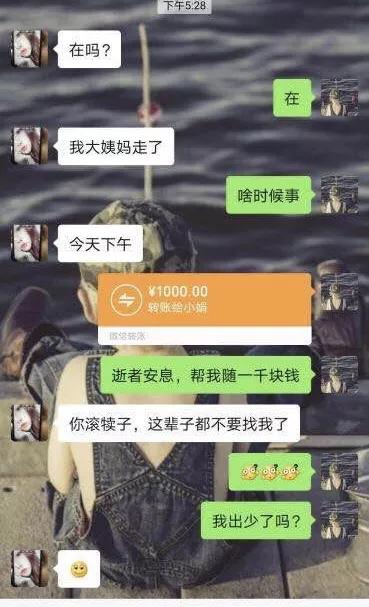 下午5:28
在吗?
在
我大姨妈走了
啥时候事
今天下午
¥1000.00
转账给小娟
微信转账
逝者安息，帮我随一千块钱
你滚犊子，这辈子都不要找我了
我出少了吗?